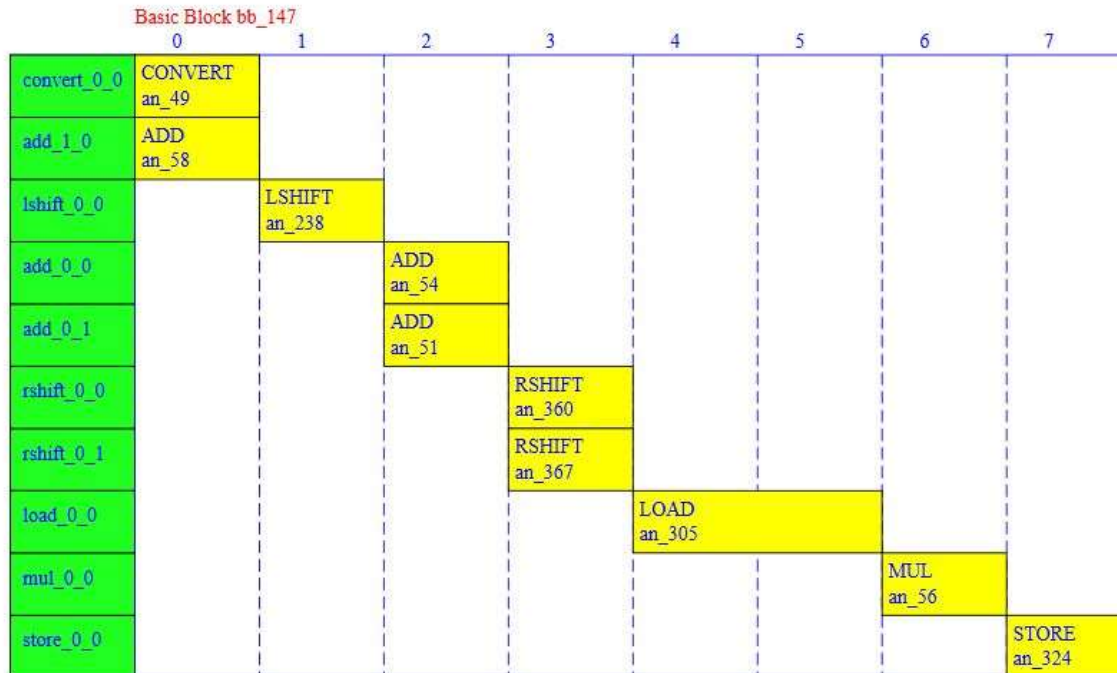 Basic Block bb_147
0 1 2 3 4 5 6 7
convert_0_0 CONVERT
an_49
add_1_0 ADD
an_58
lshift_0_0 LSHIFT
an_238
add_0_0 ADD
an_54
add_0_1 ADD
an_51
rshift_0_0 RSHIFT
an_360
rshift_0_1 RSHIFT
an_367
load_0_0 LOAD
an_305
mul_0_0 MUL
an_56
store_0_0 STORE
an_324